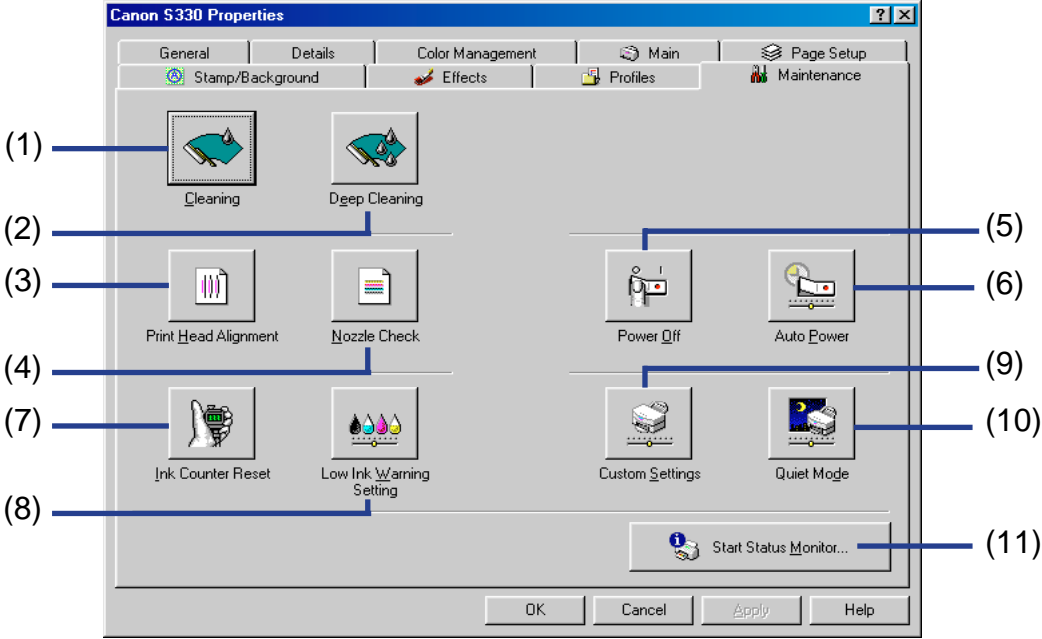 Canon S330 Properties
General Details Color Management Main Page Setup
Stamp/Background Effects Profiles Maintenance
(1)
Cleaning Deep Cleaning
(2) (5)
(3) (6)
Print Head Alignment Nozzle Check Power Off Auto Power
(4) (9)
(7) (10)
Ink Counter Reset Low Ink Warning Setting Custom Settings Quiet Mode
(8)
Start Status Monitor... (11)
OK Cancel Apply Help